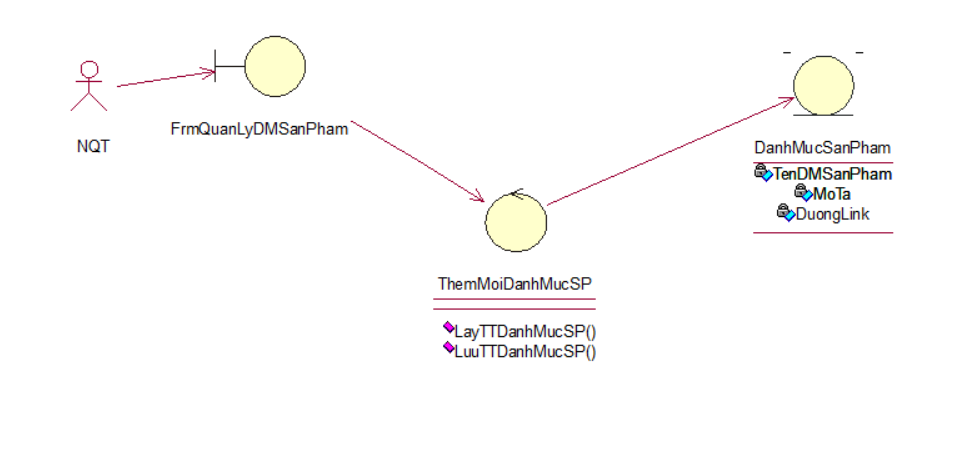 NQT
FrmQuanLyDMSanPham
ThemMoiDanhMucSP
LayTTDanhMucSP()
LuuTTDanhMucSP()
DanhMucSanPham
TenDMSanPham
MoTa
DuongLink